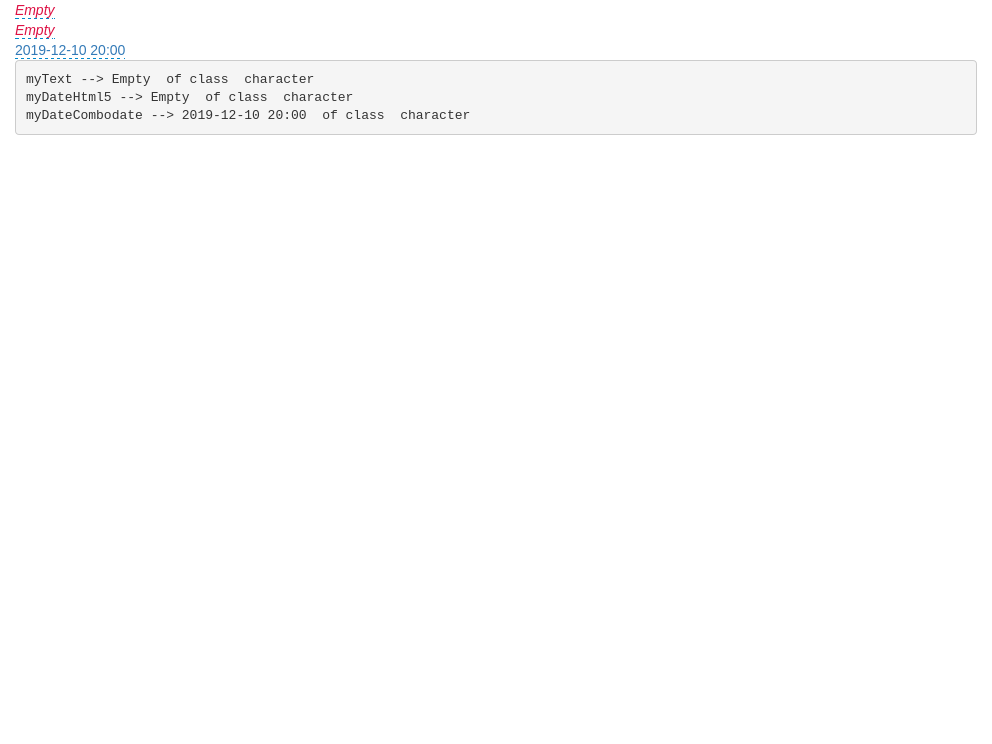 Empty
Empty
2019-12-10 20:00
myText --> Empty  of class  character
myDateHtml5 --> Empty  of class  character
myDateCombodate --> 2019-12-10 20:00  of class  character